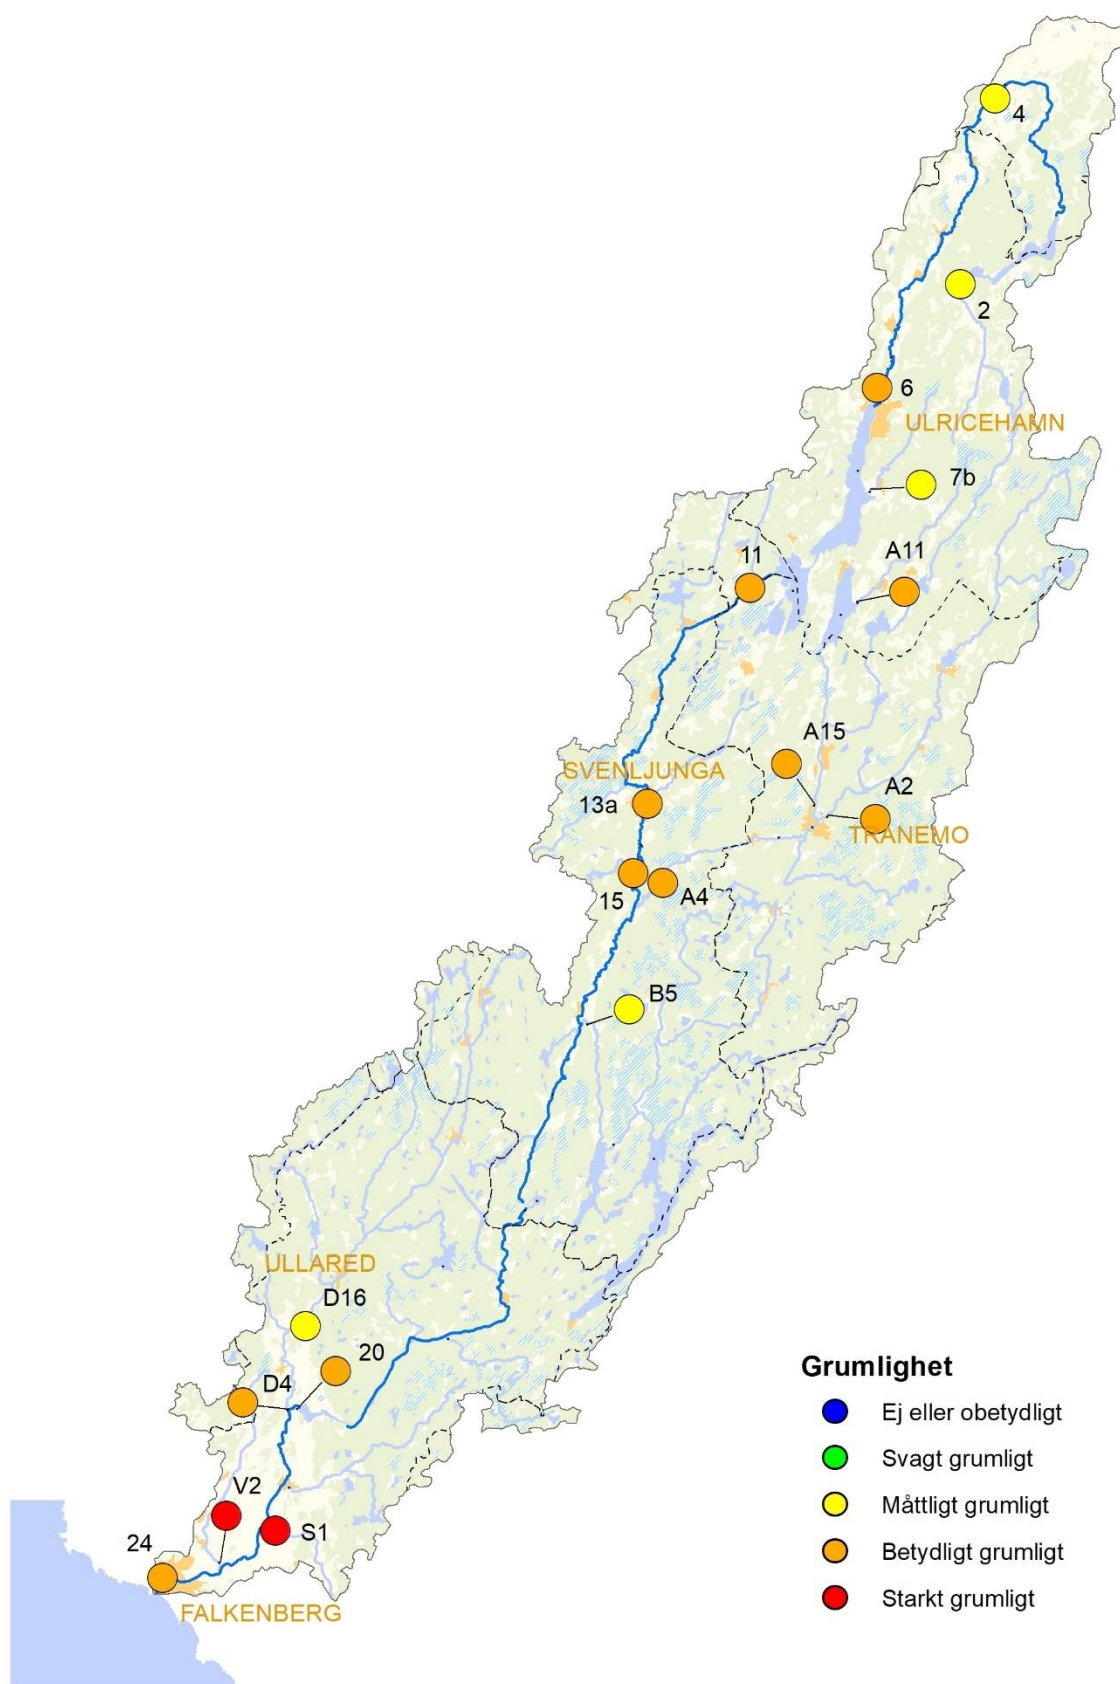 4
2
6
ULRICEHAMN
7b
11
A11
A15
SVENLJUNGA
13a
A2
TRANEMO
15
A4
B5
ULLARED
D16
20
D4
V2
S1
24
FALKENBERG
Grumlighet
Ej eller obetydligt
Svagt grumligt
Måttligt grumligt
Betydligt grumligt
Starkt grumligt